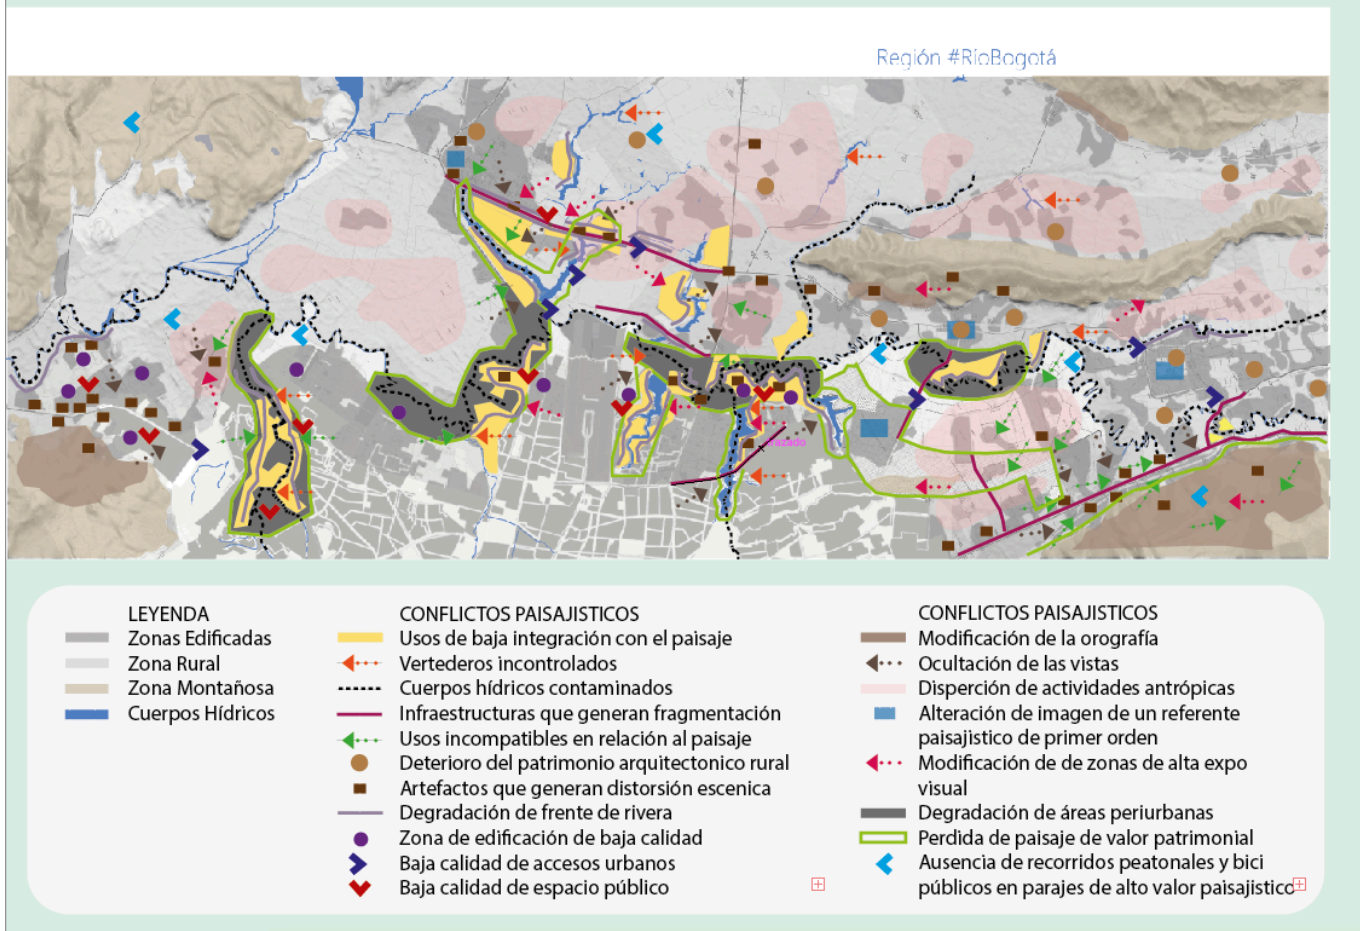 Región #RíoBogotá
trazado
LEYENDA
Zonas Edificadas
Zona Rural
Zona Montañosa
Cuerpos Hídricos
CONFLICTOS PAISAJISTICOS
Usos de baja integración con el paisaje
Vertederos incontrolados
Cuerpos hídricos contaminados
Infraestructuras que generan fragmentación
Usos incompatibles en relación al paisaje
Deterioro del patrimonio arquitectonico rural
Artefactos que generan distorsión escenica
Degradación de frente de rivera
Zona de edificación de baja calidad
Baja calidad de accesos urbanos
Baja calidad de espacio público
CONFLICTOS PAISAJISTICOS
Modificación de la orografía
Ocultación de las vistas
Disperción de actividades antrópicas
Alteración de imagen de un referente
paisajistico de primer orden
Modificación de de zonas de alta expo
visual
Degradación de áreas periurbanas
Perdida de paisaje de valor patrimonial
Ausencia de recorridos peatonales y bici
públicos en parajes de alto valor paisajistico